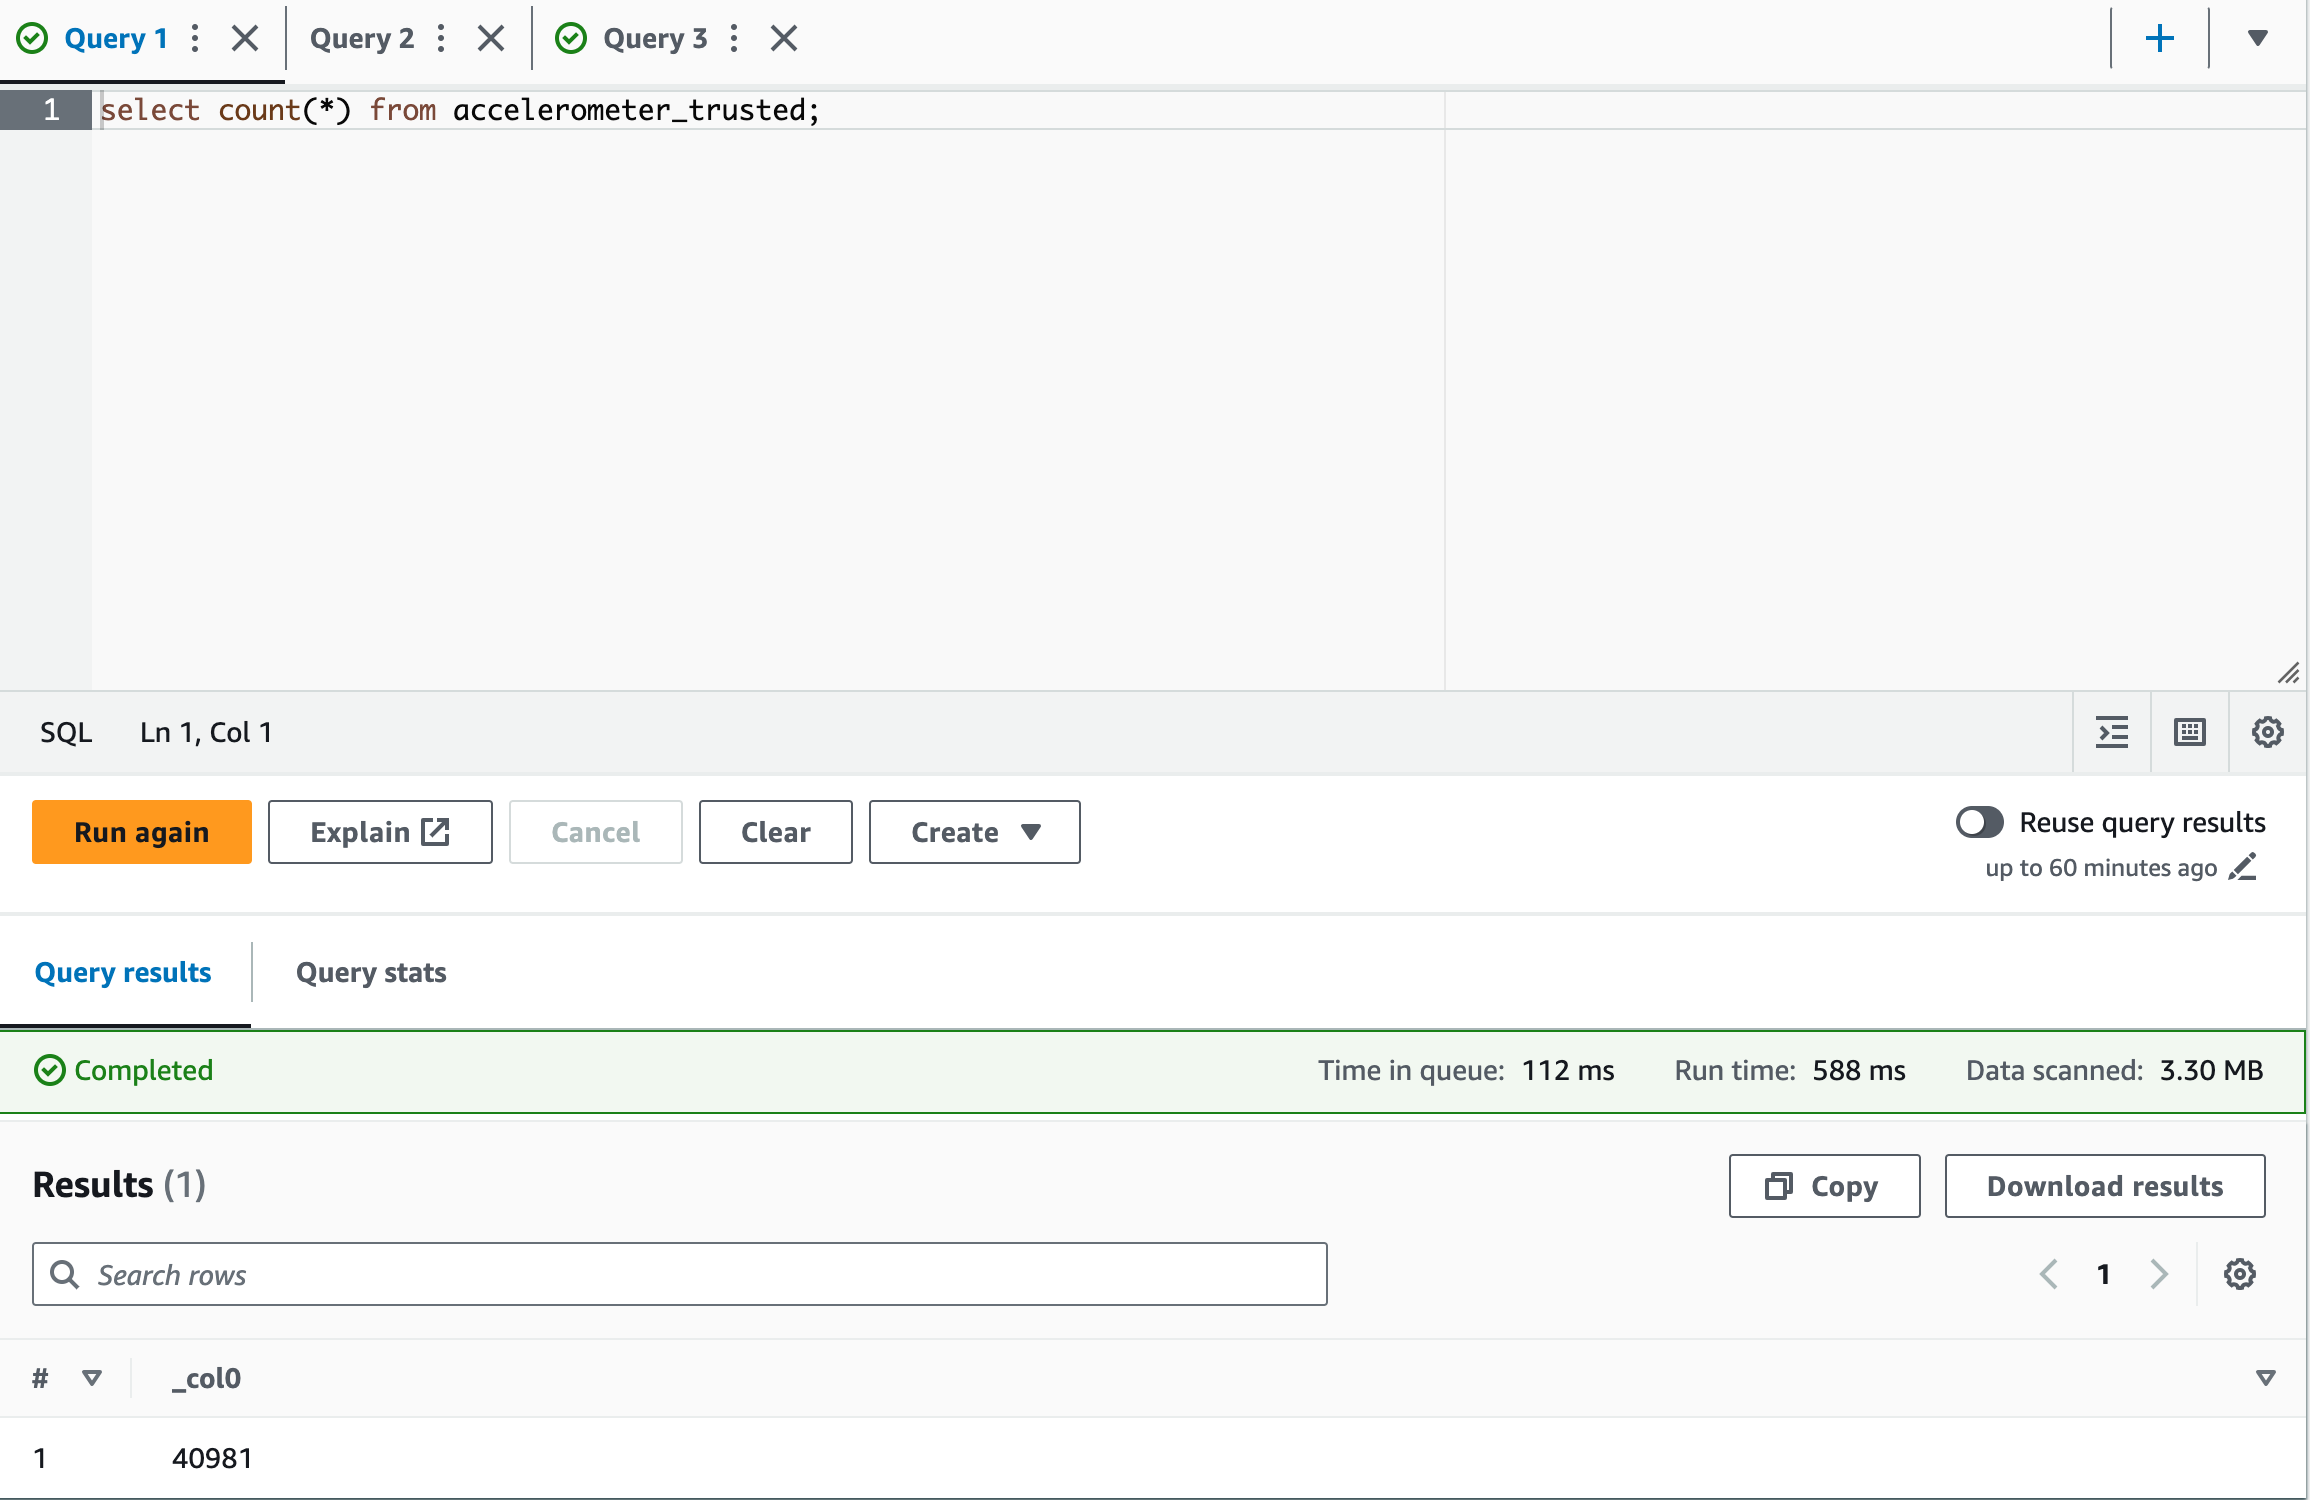 Query 1 Query 2 Query 3
1 select count(*) from accelerometer_trusted;
SQL Ln 1, Col 1
Run again Explain Cancel Clear Create Reuse query results
up to 60 minutes ago
Query results Query stats
Completed Time in queue: 112 ms Run time: 588 ms Data scanned: 3.30 MB
Results (1) Copy Download results
Search rows 1
# _col0
1 40981